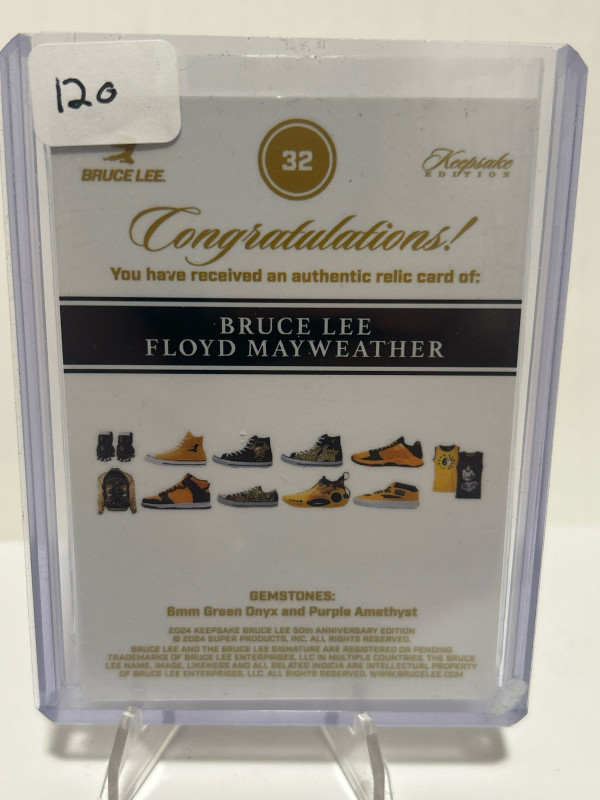 120
BRUCE LEE.
32
Keepsake
EDITION
Congratulations!
You have received an authentic relic card of:
BRUCE LEE
FLOYD MAYWEATHER
GEMSTONES:
6mm Green Onyx and Purple Amethyst
2024 KEEPSAKE BRUCE LEE 50th ANNIVERSARY EDITION
© 2024 SUPER PRODUCTS, INC. ALL RIGHTS RESERVED.
BRUCE LEE AND THE BRUCE LEE SIGNATURE ARE REGISTERED OR PENDING
TRADEMARKS OF BRUCE LEE ENTERPRISES, LLC IN MULTIPLE COUNTRIES. THE BRUCE
LEE NAME, IMAGE, LIKENESS AND ALL RELATED INDICIA ARE INTELLECTUAL PROPERTY
OF BRUCE LEE ENTERPRISES, LLC. ALL RIGHTS RESERVED. WWW.BRUCELEE.COM